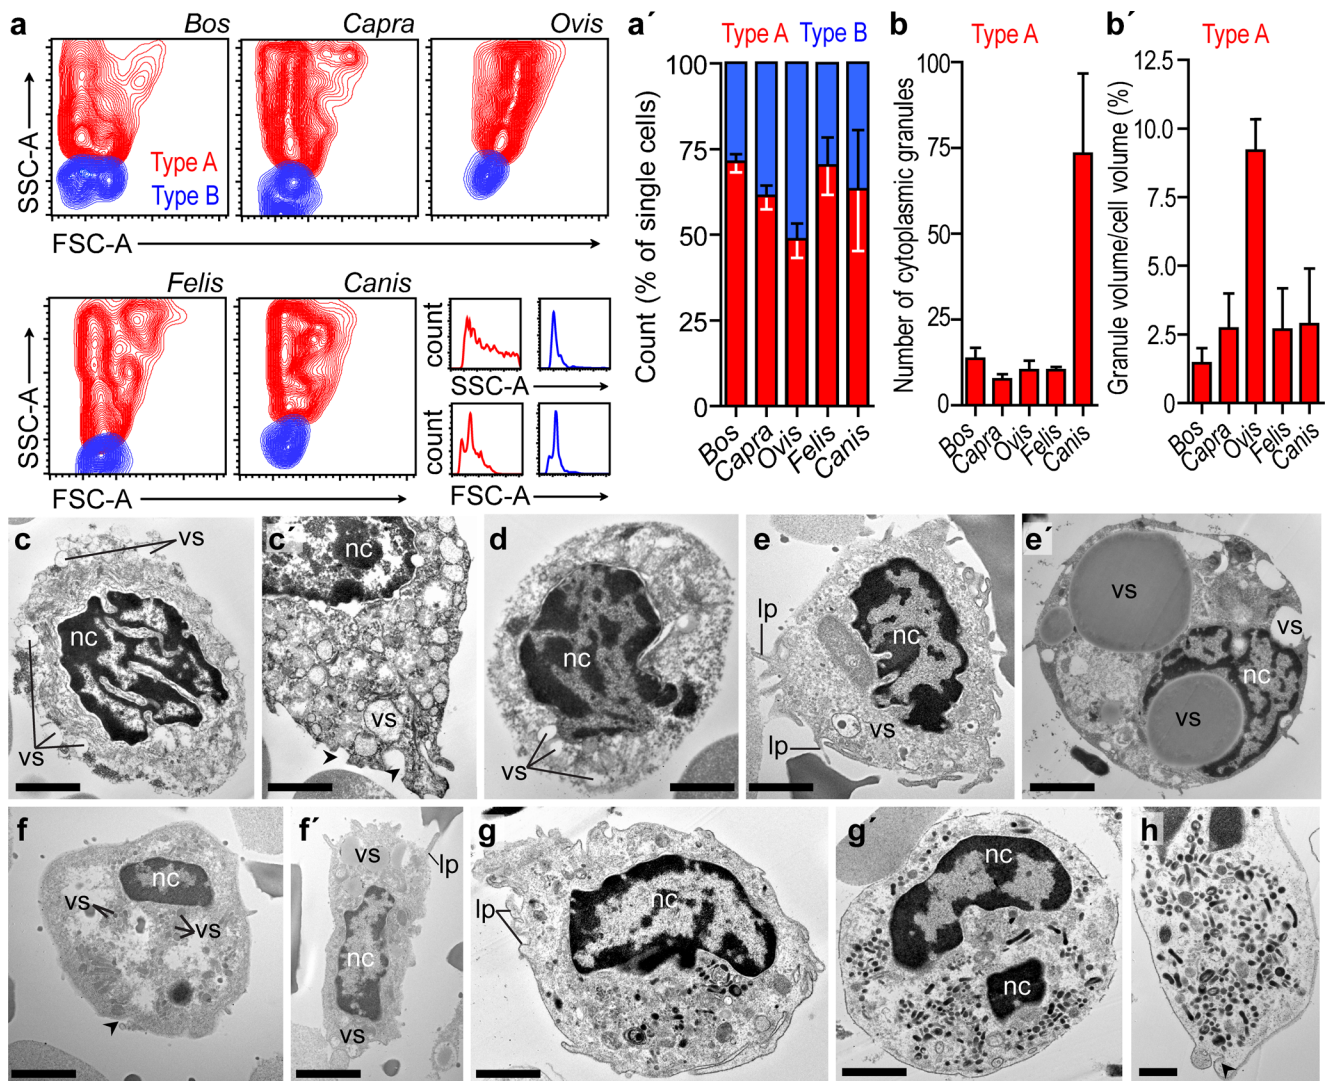 a
Bos
Capra
Ovis
SSC-A
Type A
Type B
FSC-A
Felis
Canis
SSC-A
FSC-A
count
SSC-A
count
FSC-A
a´
Type A Type B
Count (% of single cells)
100
75
50
25
0
Bos
Capra
Ovis
Felis
Canis
b
Type A
Number of cytoplasmic granules
100
75
50
25
0
Bos
Capra
Ovis
Felis
Canis
b´
Type A
Granule volume/cell volume (%)
12.5
10.0
7.5
5.0
2.5
0
Bos
Capra
Ovis
Felis
Canis
c
vs
nc
vs
c´
nc
vs
d
nc
vs
e
lp
nc
vs
lp
e´
vs
vs
nc
vs
f
nc
vs
vs
f´
vs
lp
nc
vs
g
lp
nc
g´
nc
nc
h